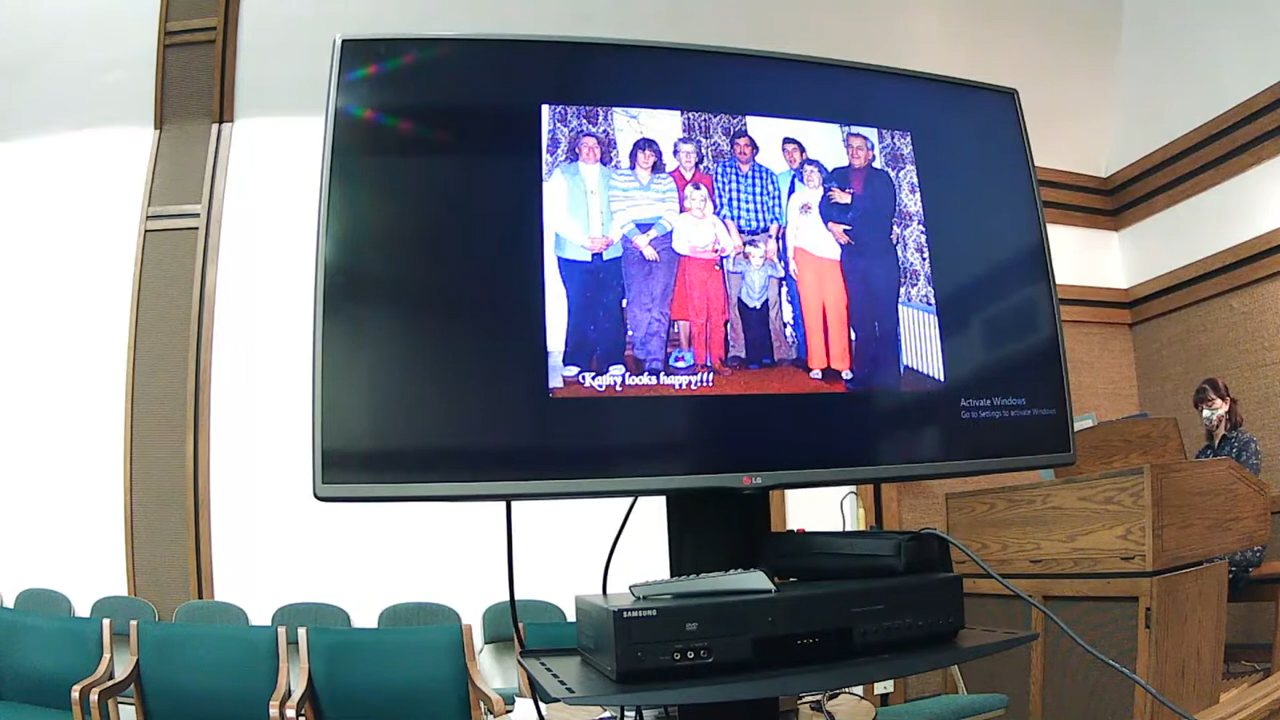 Kathy looks happy!!!
Activate Windows
Go to Settings to activate Windows
LG
SAMSUNG